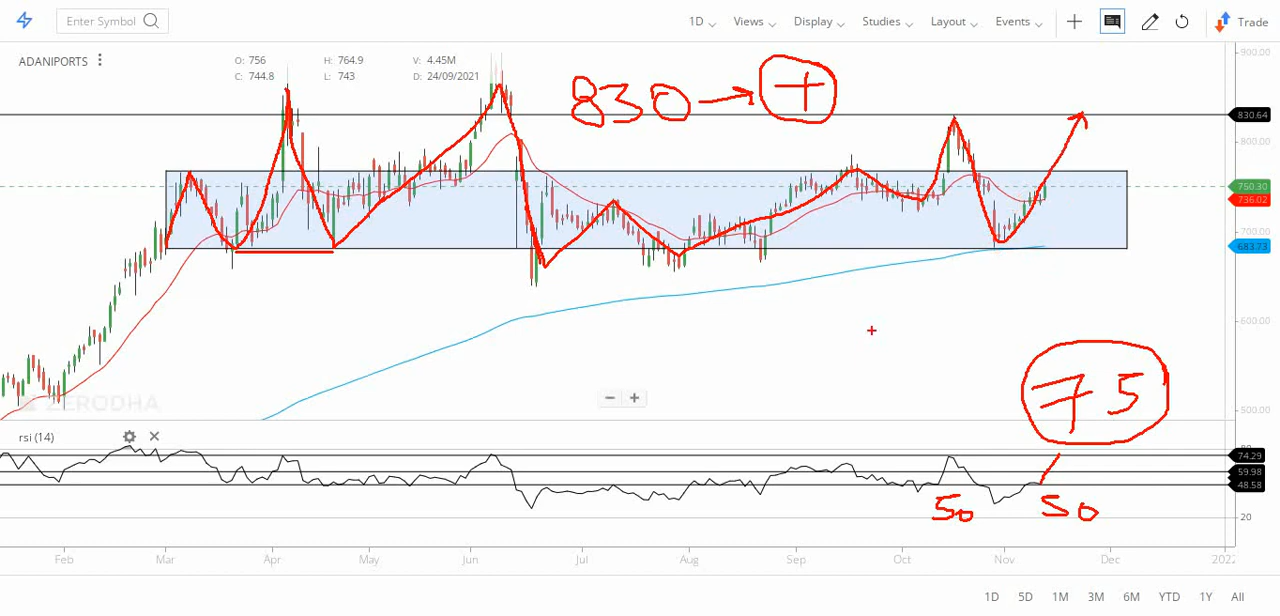 Enter Symbol
1D Views Display Studies Layout Events Trade
ADANIPORTS
O: 756 H: 764.9 V: 4.45M
C: 744.8 L: 743 D: 24/09/2021
830 → +
900.00
830.64
800.00
750.30
736.02
700.00
683.73
600.00
500.00
75
ZERODHA
rsi (14)
80
74.29
59.98
48.58
20
50 50
Feb Mar Apr May Jun Jul Aug Sep Oct Nov Dec 2022
1D 5D 1M 3M 6M YTD 1Y All